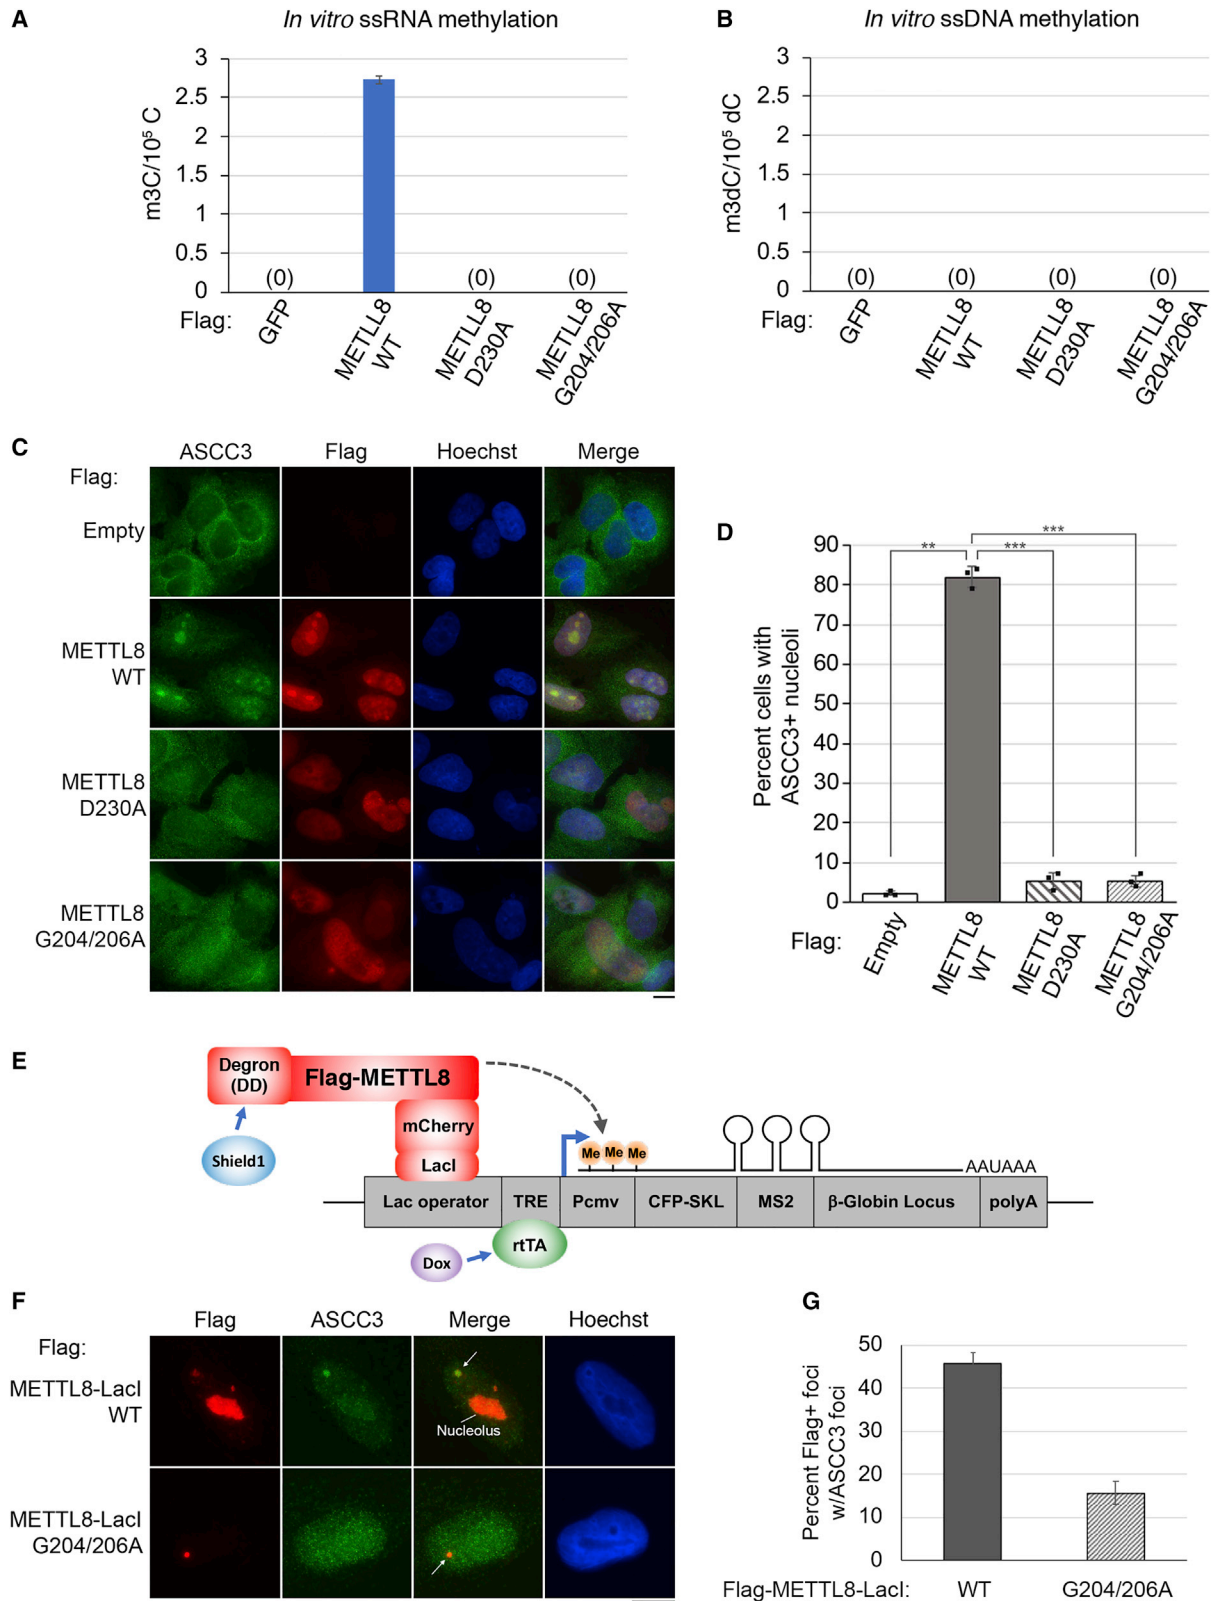 A
In vitro ssRNA methylation
m3C/10⁵ C
3
2.5
2
1.5
1
0.5
0
(0)
(0)
(0)
Flag:
GFP
METLL8
WT
METLL8
D230A
METLL8
G204/206A
B
In vitro ssDNA methylation
m3dC/10⁵ dC
3
2.5
2
1.5
1
0.5
0
(0)
(0)
(0)
(0)
Flag:
GFP
METLL8
WT
METLL8
D230A
METLL8
G204/206A
C
ASCC3
Flag
Hoechst
Merge
Flag:
Empty
METTL8
WT
METTL8
D230A
METTL8
G204/206A
D
Percent cells with
ASCC3+ nucleoli
90
80
70
60
50
40
30
20
10
0
**
***
***
Flag:
Empty
METTL8
WT
METTL8
D230A
METTL8
G204/206A
E
Degron
(DD)
Flag-METTL8
Shield1
mCherry
LacI
Me
Me
Me
AAUAAA
Lac operator
TRE
Pcmv
CFP-SKL
MS2
β-Globin Locus
polyA
Dox
rtTA
F
Flag
ASCC3
Merge
Hoechst
Flag:
METTL8-LacI
WT
Nucleolus
METTL8-LacI
G204/206A
G
Percent Flag+ foci
w/ASCC3 foci
50
40
30
20
10
0
Flag-METTL8-LacI:
WT
G204/206A